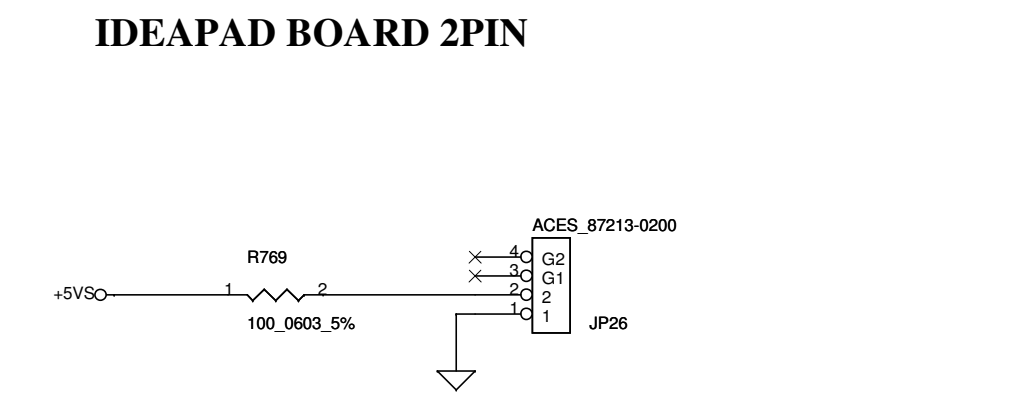 IDEAPAD BOARD 2PIN
ACES_87213-0200
R769
4 G2
3 G1
+5VS 1 2 2 2
1 1
100_0603_5% JP26